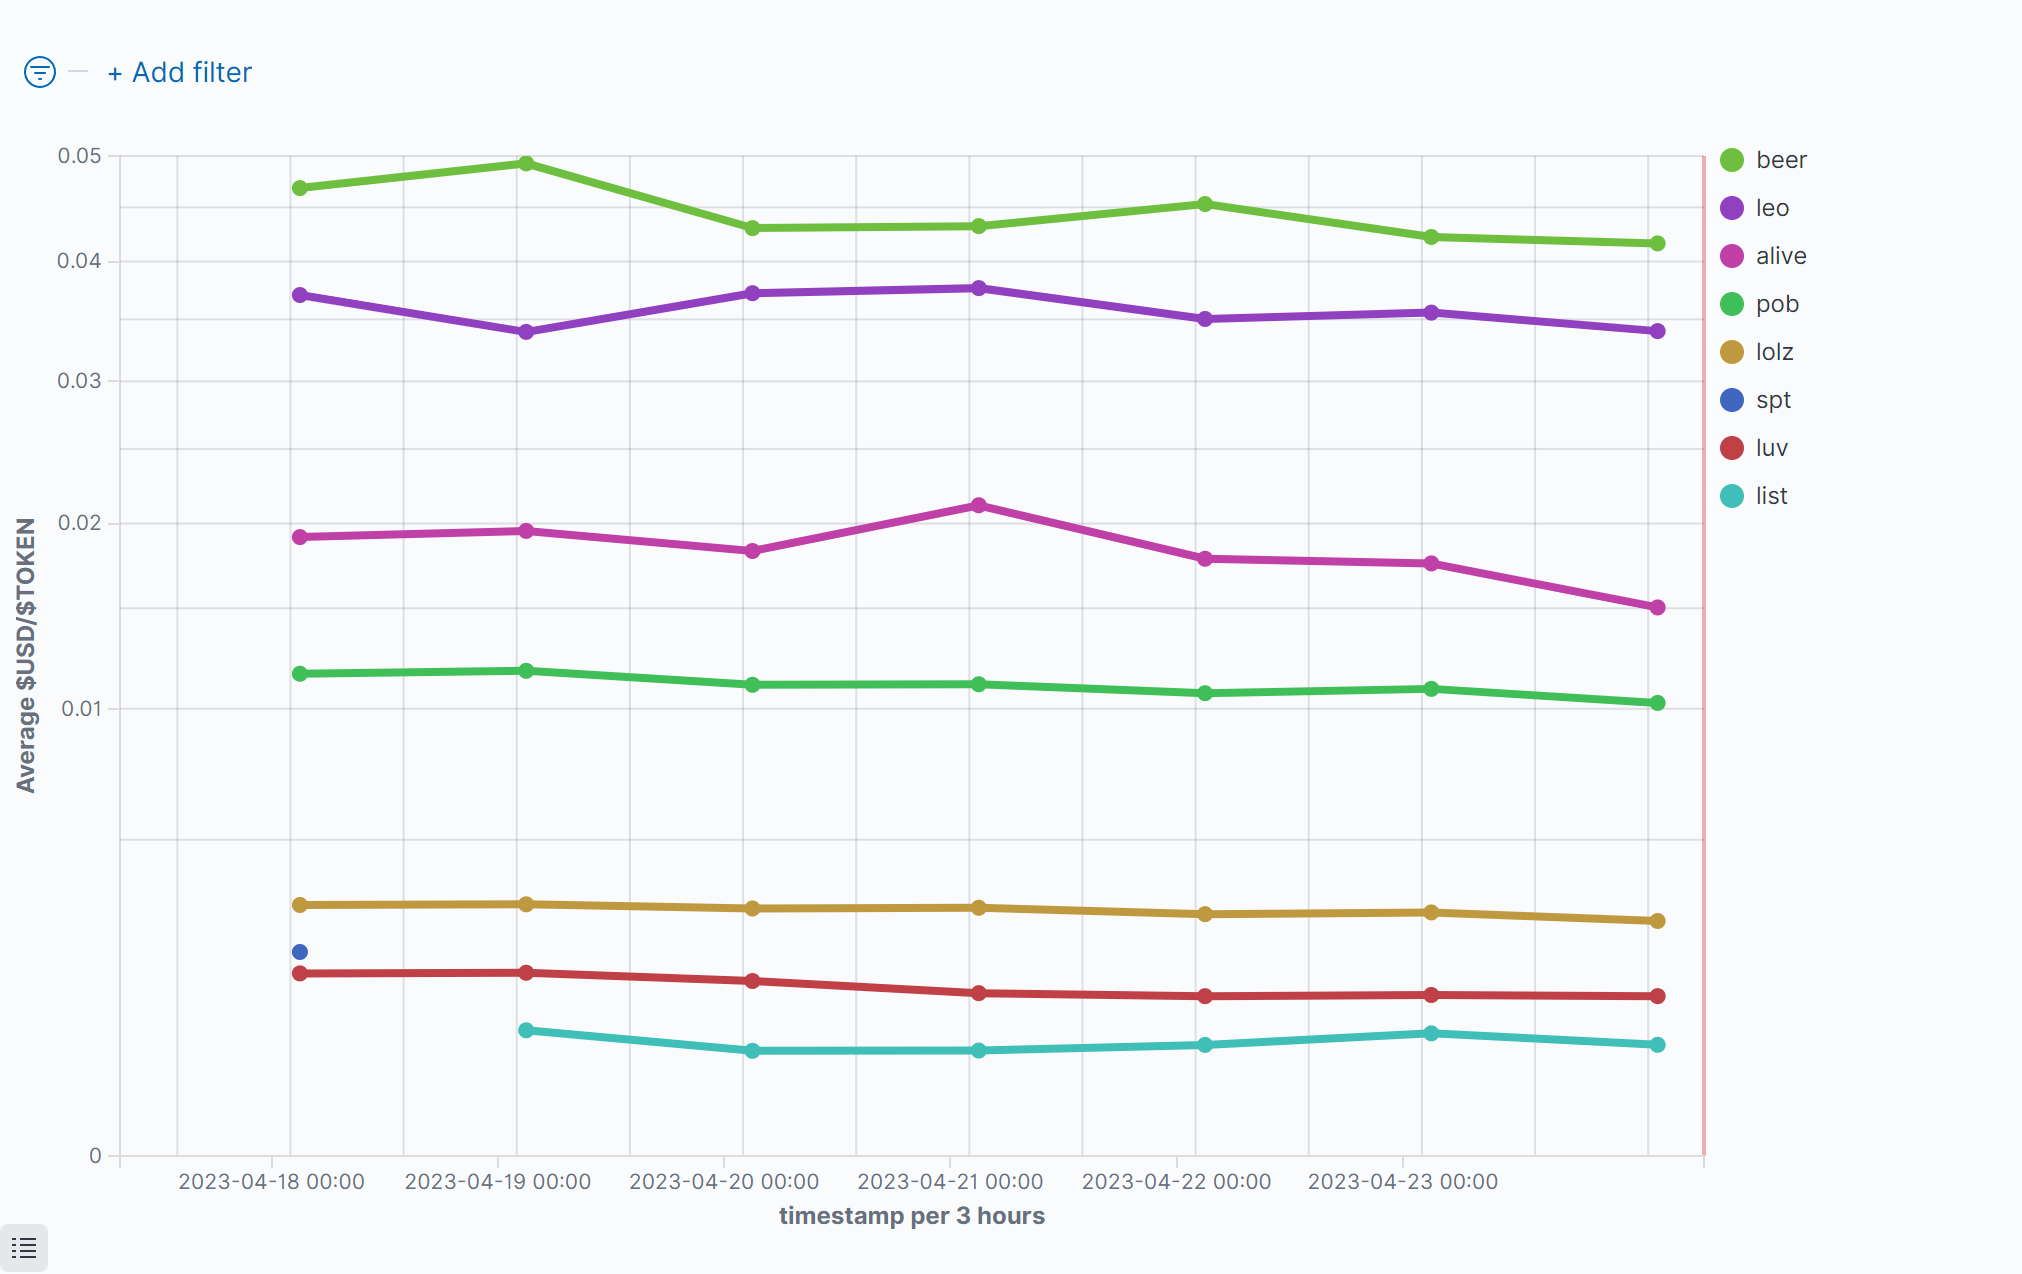 + Add filter
0.05
0.04
0.03
0.02
0.01
0
Average $USD/$TOKEN
2023-04-18 00:00 2023-04-19 00:00 2023-04-20 00:00 2023-04-21 00:00 2023-04-22 00:00 2023-04-23 00:00
timestamp per 3 hours
beer
leo
alive
pob
lolz
spt
luv
list